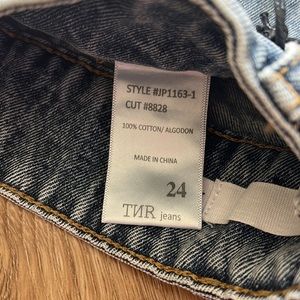 STYLE #JP1163-1
CUT #8828
100% COTTON/ ALGODON
MADE IN CHINA
24
TNR jeans